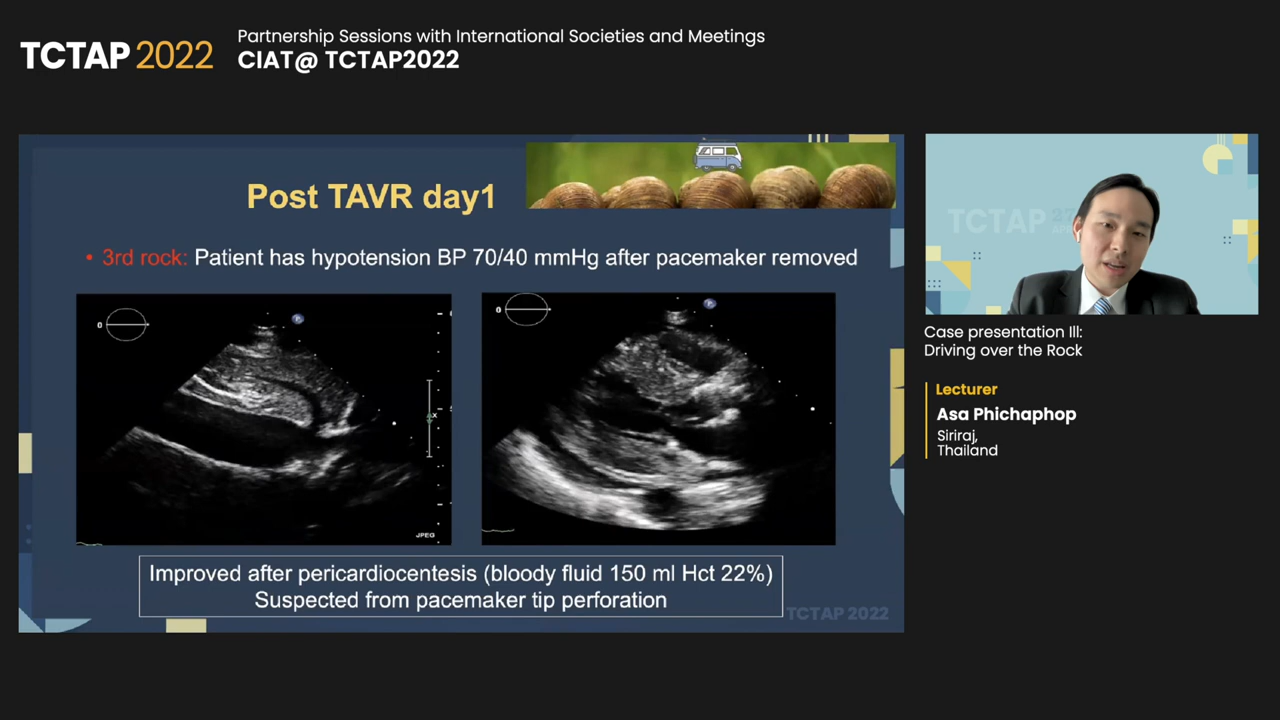 TCTAP 2022
Partnership Sessions with International Societies and Meetings
CIAT@ TCTAP2022
Post TAVR day1
• 3rd rock: Patient has hypotension BP 70/40 mmHg after pacemaker removed
0
P
x
JPEG
0
P
Improved after pericardiocentesis (bloody fluid 150 ml Hct 22%)
Suspected from pacemaker tip perforation
TCTAP 2022
TCTAP
Case presentation III:
Driving over the Rock
Lecturer
Asa Phichaphop
Siriraj,
Thailand